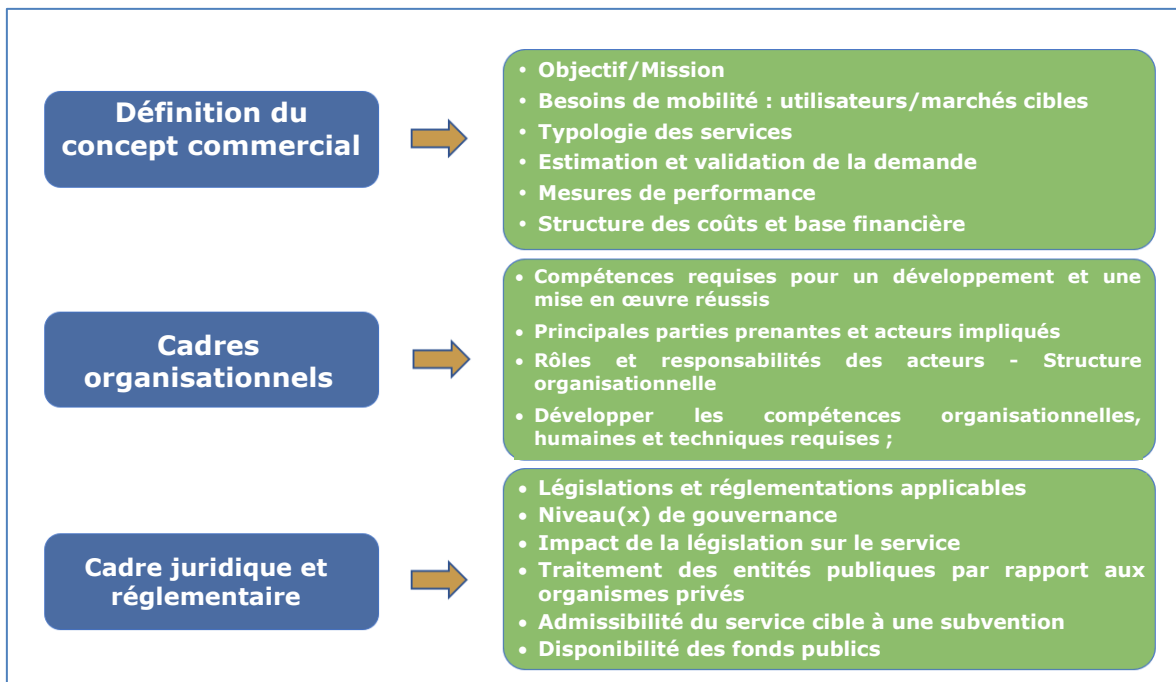 Définition du
concept commercial
• Objectif/Mission
• Besoins de mobilité : utilisateurs/marchés cibles
• Typologie des services
• Estimation et validation de la demande
• Mesures de performance
• Structure des coûts et base financière
Cadres
organisationnels
• Compétences requises pour un développement et une
mise en œuvre réussis
• Principales parties prenantes et acteurs impliqués
• Rôles et responsabilités des acteurs - Structure
organisationnelle
• Développer les compétences organisationnelles,
humaines et techniques requises ;
Cadre juridique et
réglementaire
• Législations et réglementations applicables
• Niveau(x) de gouvernance
• Impact de la législation sur le service
• Traitement des entités publiques par rapport aux
organismes privés
• Admissibilité du service cible à une subvention
• Disponibilité des fonds publics